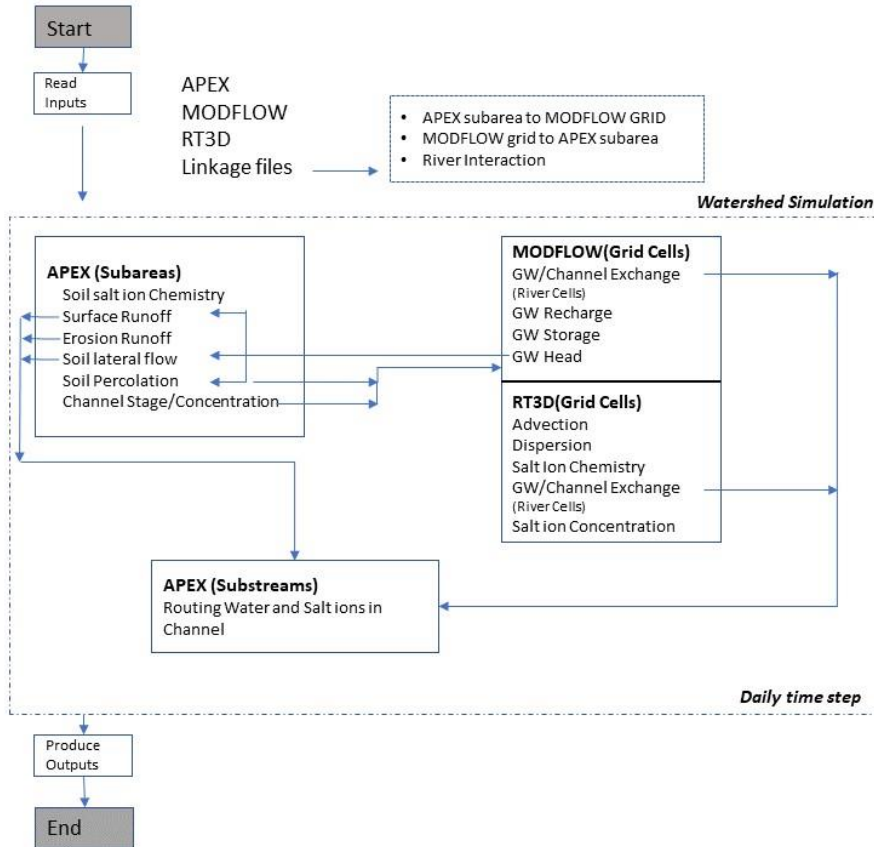 Start
Read
Inputs
APEX
MODFLOW
RT3D
Linkage files
• APEX subarea to MODFLOW GRID
• MODFLOW grid to APEX subarea
• River Interaction
Watershed Simulation
APEX (Subareas)
Soil salt ion Chemistry
Surface Runoff
Erosion Runoff
Soil lateral flow
Soil Percolation
Channel Stage/Concentration
MODFLOW(Grid Cells)
GW/Channel Exchange
(River Cells)
GW Recharge
GW Storage
GW Head
RT3D(Grid Cells)
Advection
Dispersion
Salt Ion Chemistry
GW/Channel Exchange
(River Cells)
Salt ion Concentration
APEX (Substreams)
Routing Water and Salt ions in
Channel
Daily time step
Produce
Outputs
End